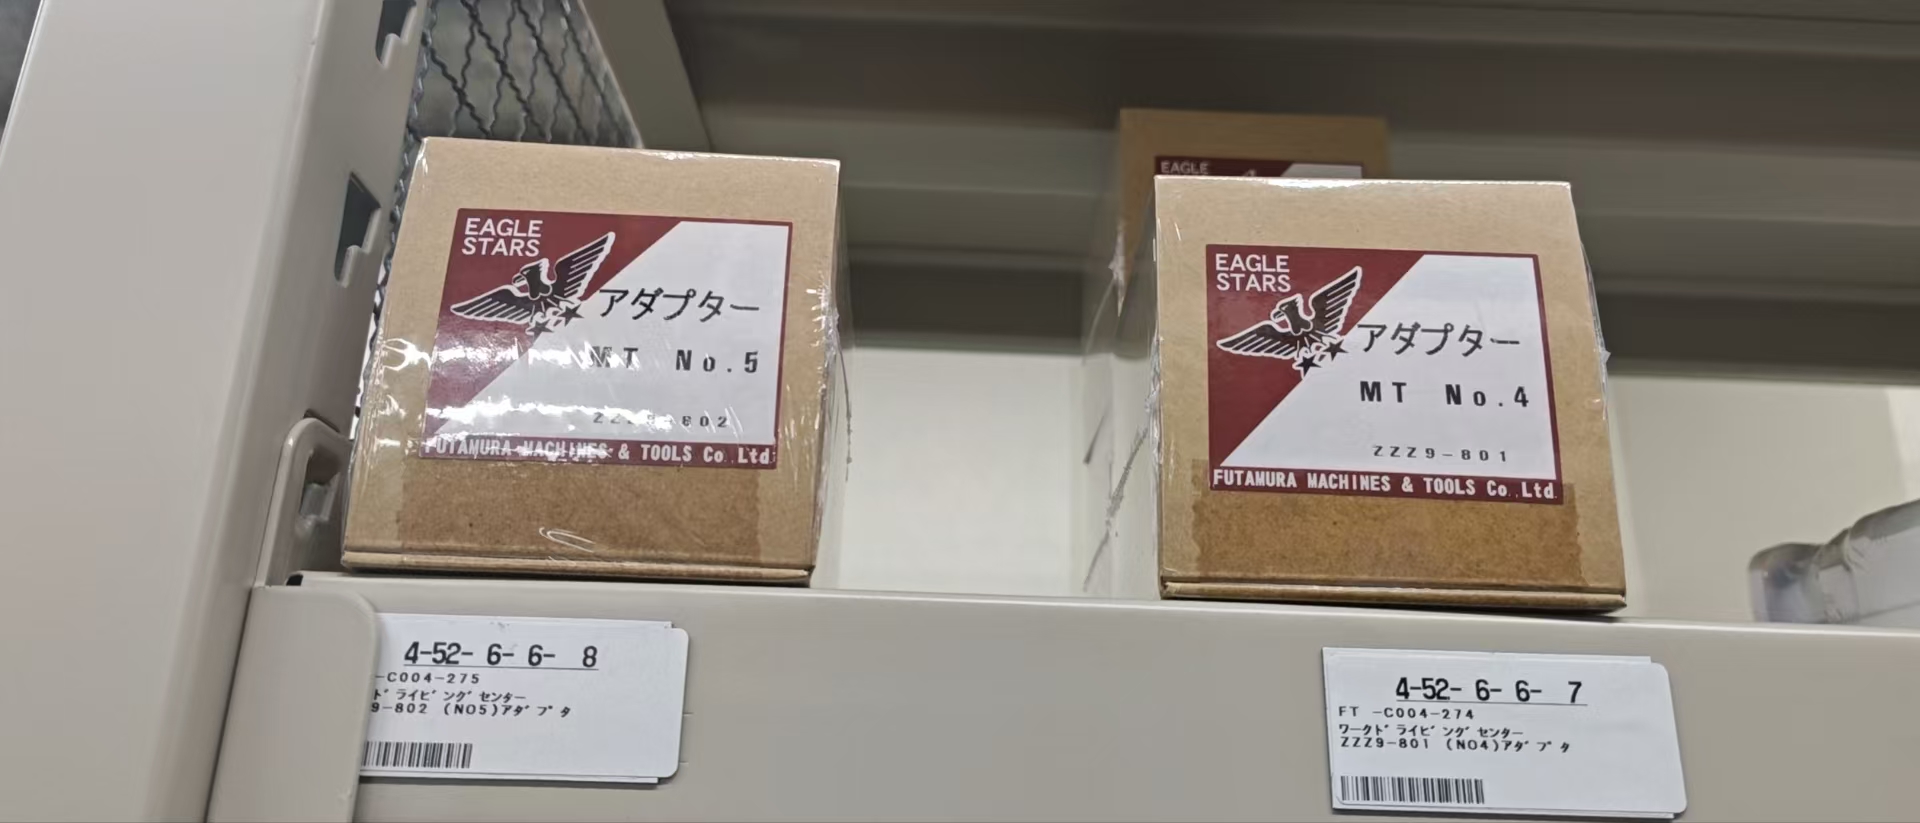 EAGLE
STARS
アダプター
MT No.5
ZZZ9-802
FUTAMURA MACHINES & TOOLS Co.,Ltd.
EAGLE
EAGLE
STARS
アダプター
MT No.4
ZZZ9-801
FUTAMURA MACHINES & TOOLS Co.,Ltd.
4-52- 6- 6- 8
-C004-275
ﾄﾞﾗｲﾋﾞﾝｸﾞｾﾝﾀｰ
9-802 (NO5)ｱﾀﾞﾌﾟﾀ
4-52- 6- 6- 7
FT -C004-274
ﾜｰｸﾄﾞﾗｲﾋﾞﾝｸﾞｾﾝﾀｰ
ZZZ9-801 (NO4)ｱﾀﾞﾌﾟﾀ